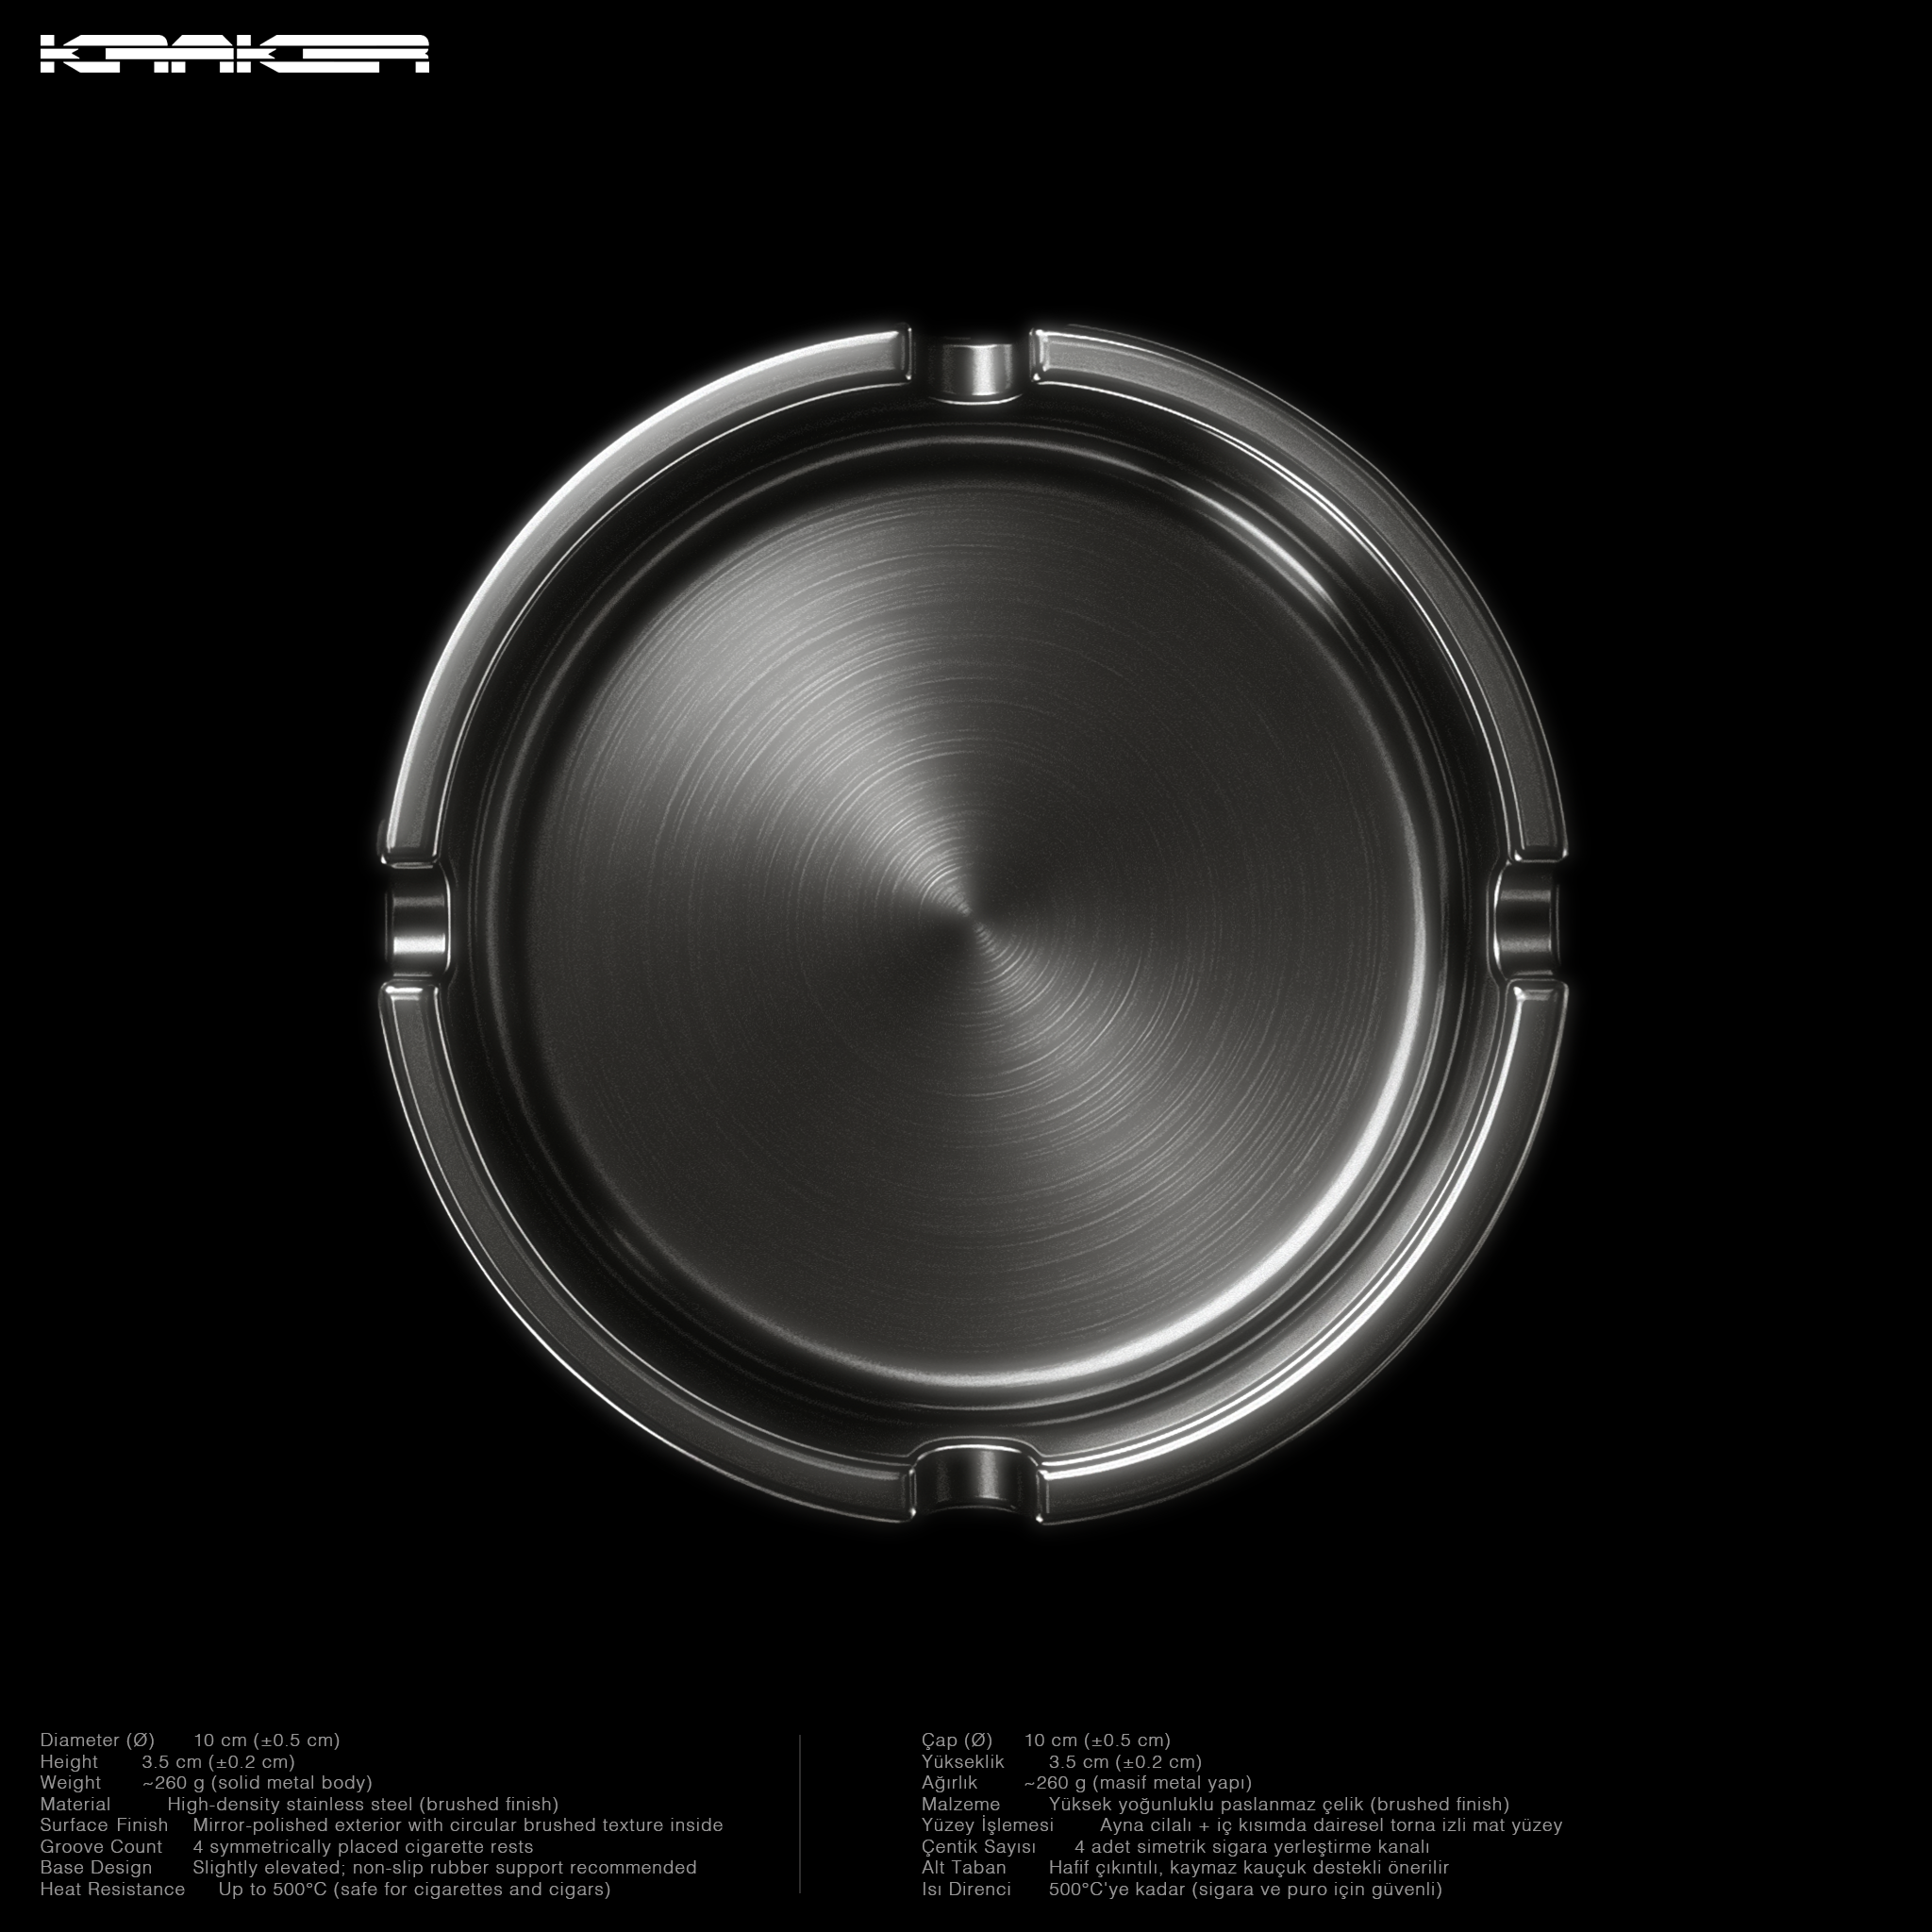 KRAKER
Diameter (Ø) 10 cm (±0.5 cm)
Height 3.5 cm (±0.2 cm)
Weight ~260 g (solid metal body)
Material High-density stainless steel (brushed finish)
Surface Finish Mirror-polished exterior with circular brushed texture inside
Groove Count 4 symmetrically placed cigarette rests
Base Design Slightly elevated; non-slip rubber support recommended
Heat Resistance Up to 500°C (safe for cigarettes and cigars)
Çap (Ø) 10 cm (±0.5 cm)
Yükseklik 3.5 cm (±0.2 cm)
Ağırlık ~260 g (masif metal yapı)
Malzeme Yüksek yoğunluklu paslanmaz çelik (brushed finish)
Yüzey İşlemesi Ayna cilalı + iç kısımda dairesel torna izli mat yüzey
Çentik Sayısı 4 adet simetrik sigara yerleştirme kanalı
Alt Taban Hafif çıkıntılı, kaymaz kauçuk destekli önerilir
Isı Direnci 500°C'ye kadar (sigara ve puro için güvenli)